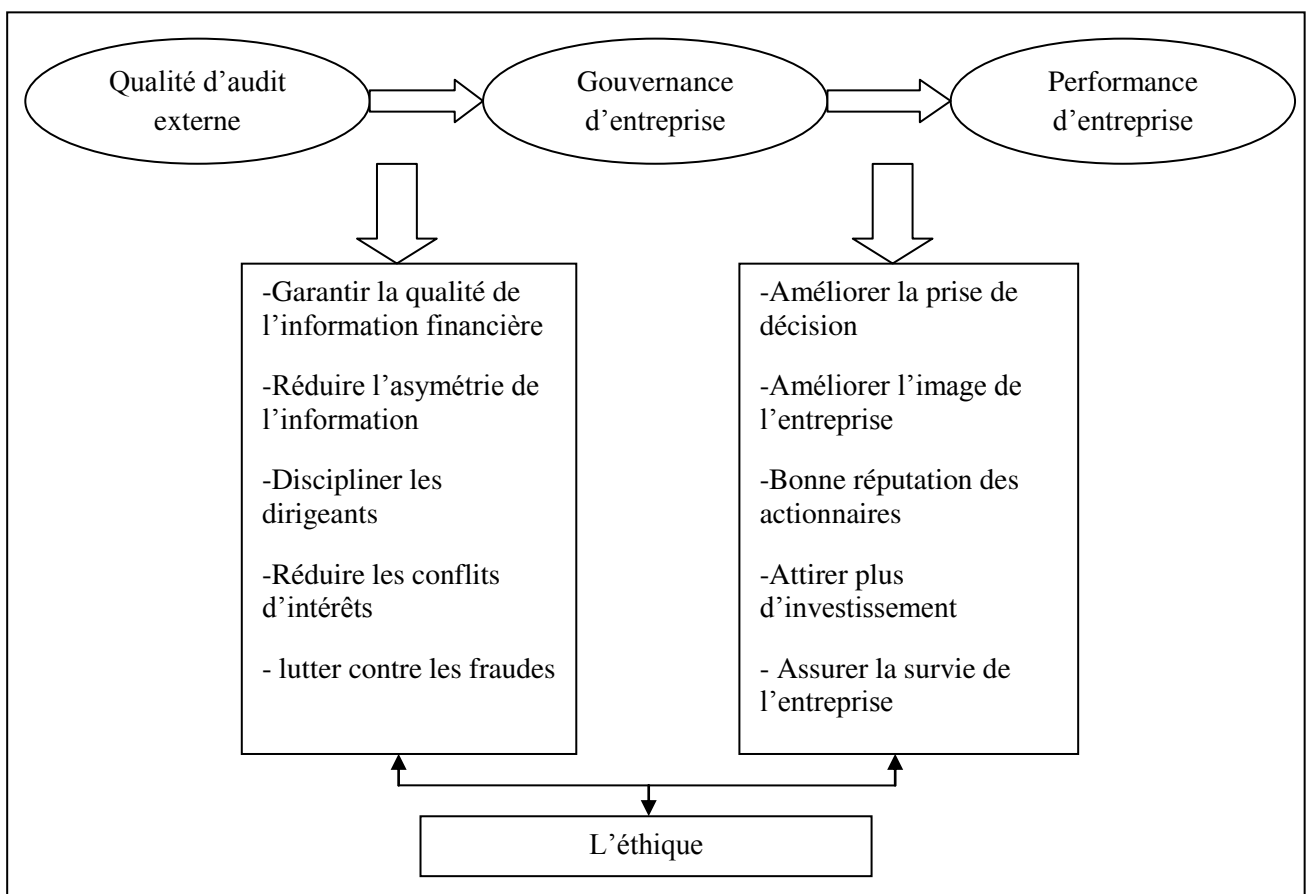 Qualité d’audit
externe
Gouvernance
d’entreprise
Performance
d’entreprise
-Garantir la qualité de
l’information financière
-Réduire l’asymétrie de
l’information
-Discipliner les
dirigeants
-Réduire les conflits
d’intérêts
- lutter contre les fraudes
-Améliorer la prise de
décision
-Améliorer l’image de
l’entreprise
-Bonne réputation des
actionnaires
-Attirer plus
d’investissement
- Assurer la survie de
l’entreprise
L’éthique